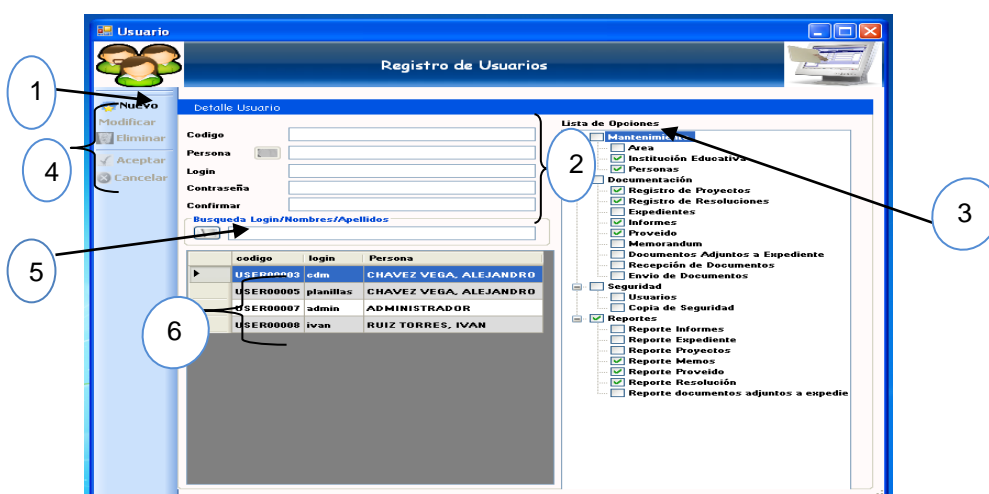 Usuario
Registro de Usuarios
1
Nuevo
Modificar
Eliminar
Aceptar
Cancelar
4
Detalle Usuario
Codigo
Persona
Login
Contraseña
Confirmar
2
Busqueda Login/Nombres/Apellidos
5
codigo login Persona
USER00003 cdm CHAVEZ VEGA, ALEJANDRO
USER00005 planillas CHAVEZ VEGA, ALEJANDRO
USER00007 admin ADMINISTRADOR
USER00008 ivan RUIZ TORRES, IVAN
6
Lista de Opciones
Area
Institución Educativa
Personas
Documentación
Registro de Proyectos
Registro de Resoluciones
Expedientes
Informes
Proveido
Memorandum
Documentos Adjuntos a Expediente
Recepción de Documentos
Envio de Documentos
Seguridad
Usuarios
Copia de Seguridad
Reportes
Reporte Informes
Reporte Expediente
Reporte Proyectos
Reporte Memos
Reporte Proveido
Reporte Resolución
Reporte documentos adjuntos a expedie
3